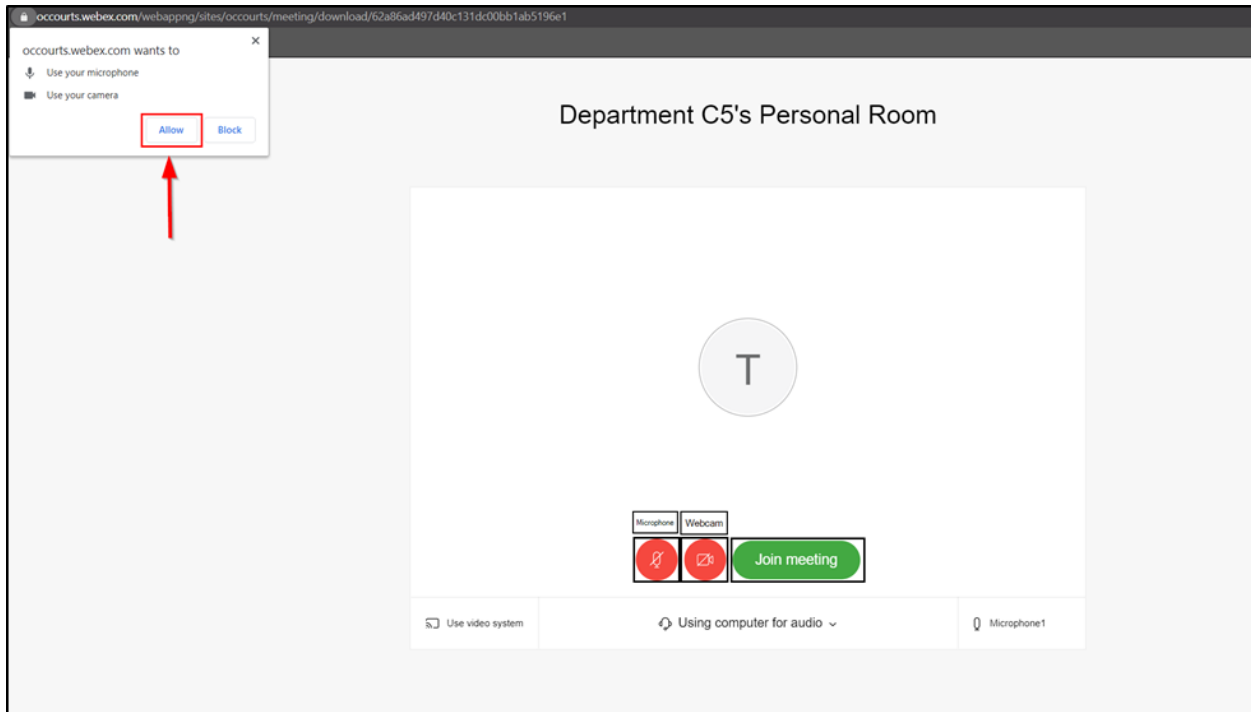 occourts.webex.com/webappng/sites/occourts/meeting/download/62a86ad497d40c131dc00bb1ab5196e1
occourts.webex.com wants to
Use your microphone
Use your camera
Allow Block
Department C5's Personal Room
T
Microphone Webcam
Join meeting
Use video system Using computer for audio Microphone1